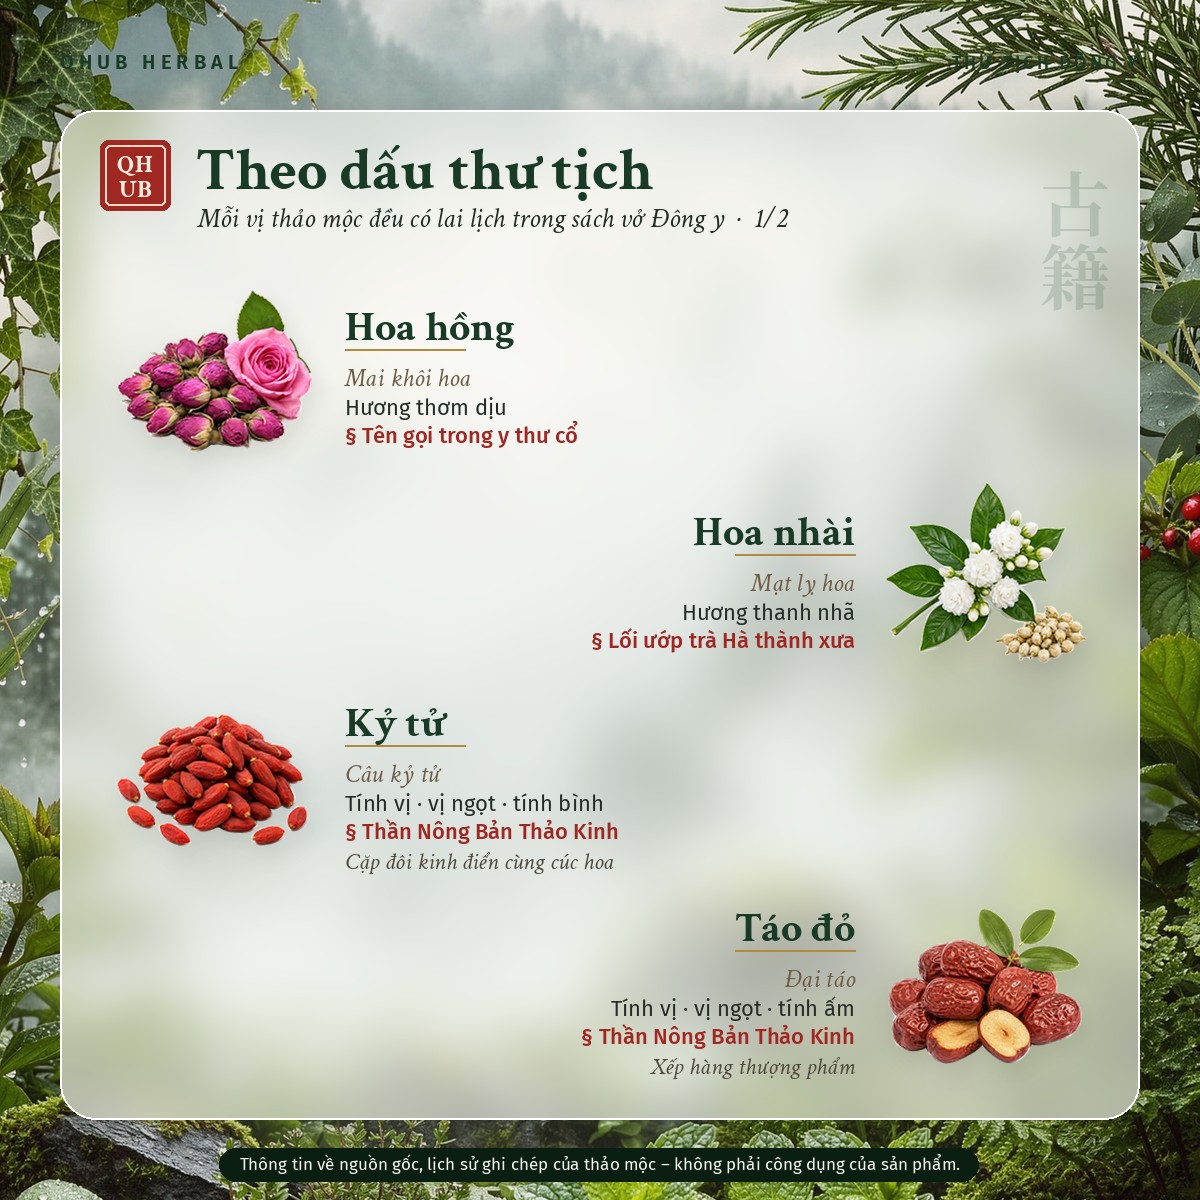 QHUB HERBAL
QH
UB
Theo dấu thư tịch
Mỗi vị thảo mộc đều có lai lịch trong sách vở Đông y · 1/2
古
籍
Hoa hồng
Mai khôi hoa
Hương thơm dịu
§ Tên gọi trong y thư cổ
Hoa nhài
Mạt lỵ hoa
Hương thanh nhã
§ Lối ướp trà Hà thành xưa
Kỷ tử
Câu kỷ tử
Tính vị · vị ngọt · tính bình
§ Thần Nông Bản Thảo Kinh
Cặp đôi kinh điển cùng cúc hoa
Táo đỏ
Đại táo
Tính vị · vị ngọt · tính ấm
§ Thần Nông Bản Thảo Kinh
Xếp hàng thượng phẩm
Thông tin về nguồn gốc, lịch sử ghi chép của thảo mộc – không phải công dụng của sản phẩm.